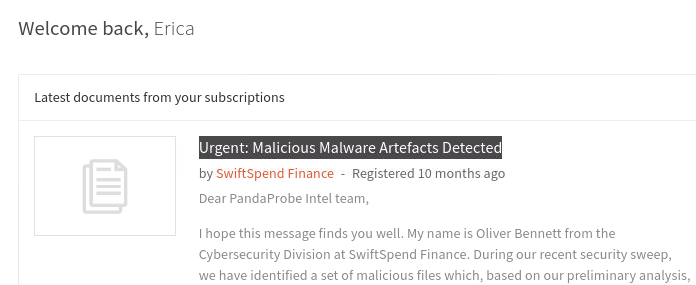 Welcome back, Erica
Latest documents from your subscriptions
Urgent: Malicious Malware Artefacts Detected
by SwiftSpend Finance - Registered 10 months ago
Dear PandaProbe Intel team,
I hope this message finds you well. My name is Oliver Bennett from the
Cybersecurity Division at SwiftSpend Finance. During our recent security sweep,
we have identified a set of malicious files which, based on our preliminary analysis,